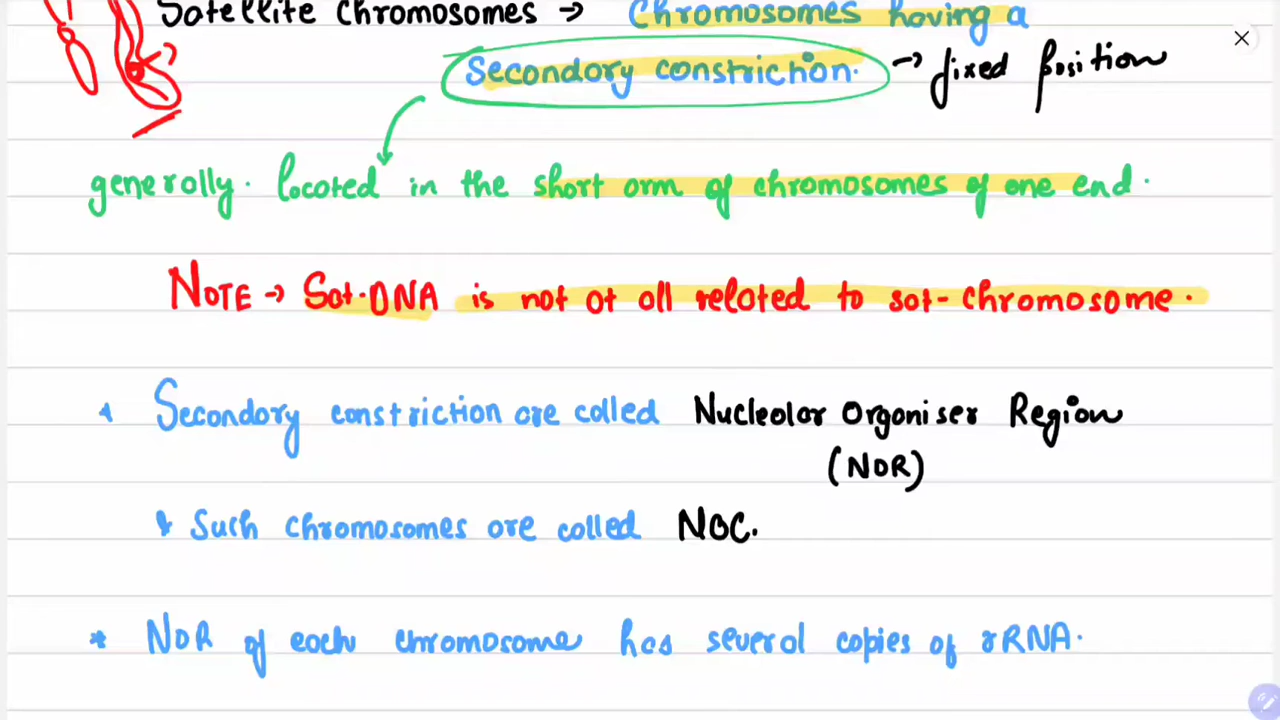 Satellite Chromosomes → Chromosomes having a
Secondary constriction. → fixed position
generally. located in the short arm of chromosomes of one end.
NOTE → Sat.DNA is not at all related to sat-chromosome.
Secondary constriction are called Nucleolar Organiser Region
(NOR)
* Such chromosomes are called NOC.
* NOR of each chromosome has several copies of rRNA.